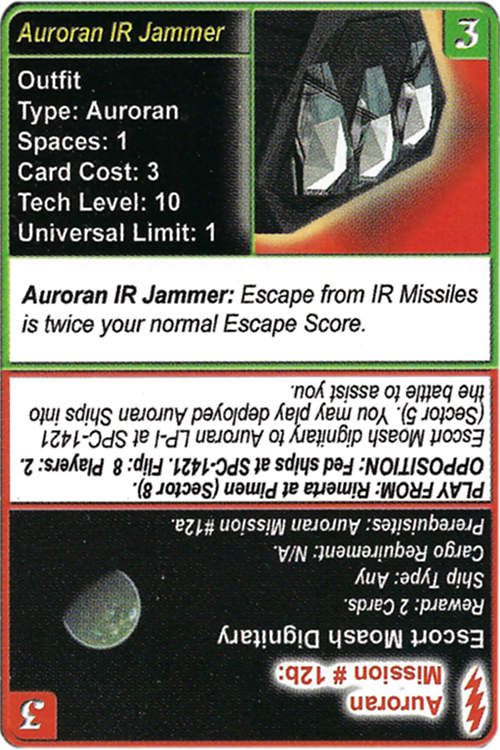 Auroran IR Jammer
3
Outfit
Type: Auroran
Spaces: 1
Card Cost: 3
Tech Level: 10
Universal Limit: 1
Auroran IR Jammer: Escape from IR Missiles
is twice your normal Escape Score.
3
Auroran
Mission # 12b:
Escort Moash Dignitary
Reward: 2 Cards.
Ship Type: Any
Cargo Requirement: N/A.
Prerequisites: Auroran Mission #12a.
PLAY FROM: Rimerta at Pimen (Sector 8).
OPPOSITION: Fed ships at SPC-1421. Flip: 8 Players: 2.
Escort Moash dignitary to Auroran LP-I at SPC-1421
(Sector 5). You may play deployed Auroran Ships into
the battle to assist you.